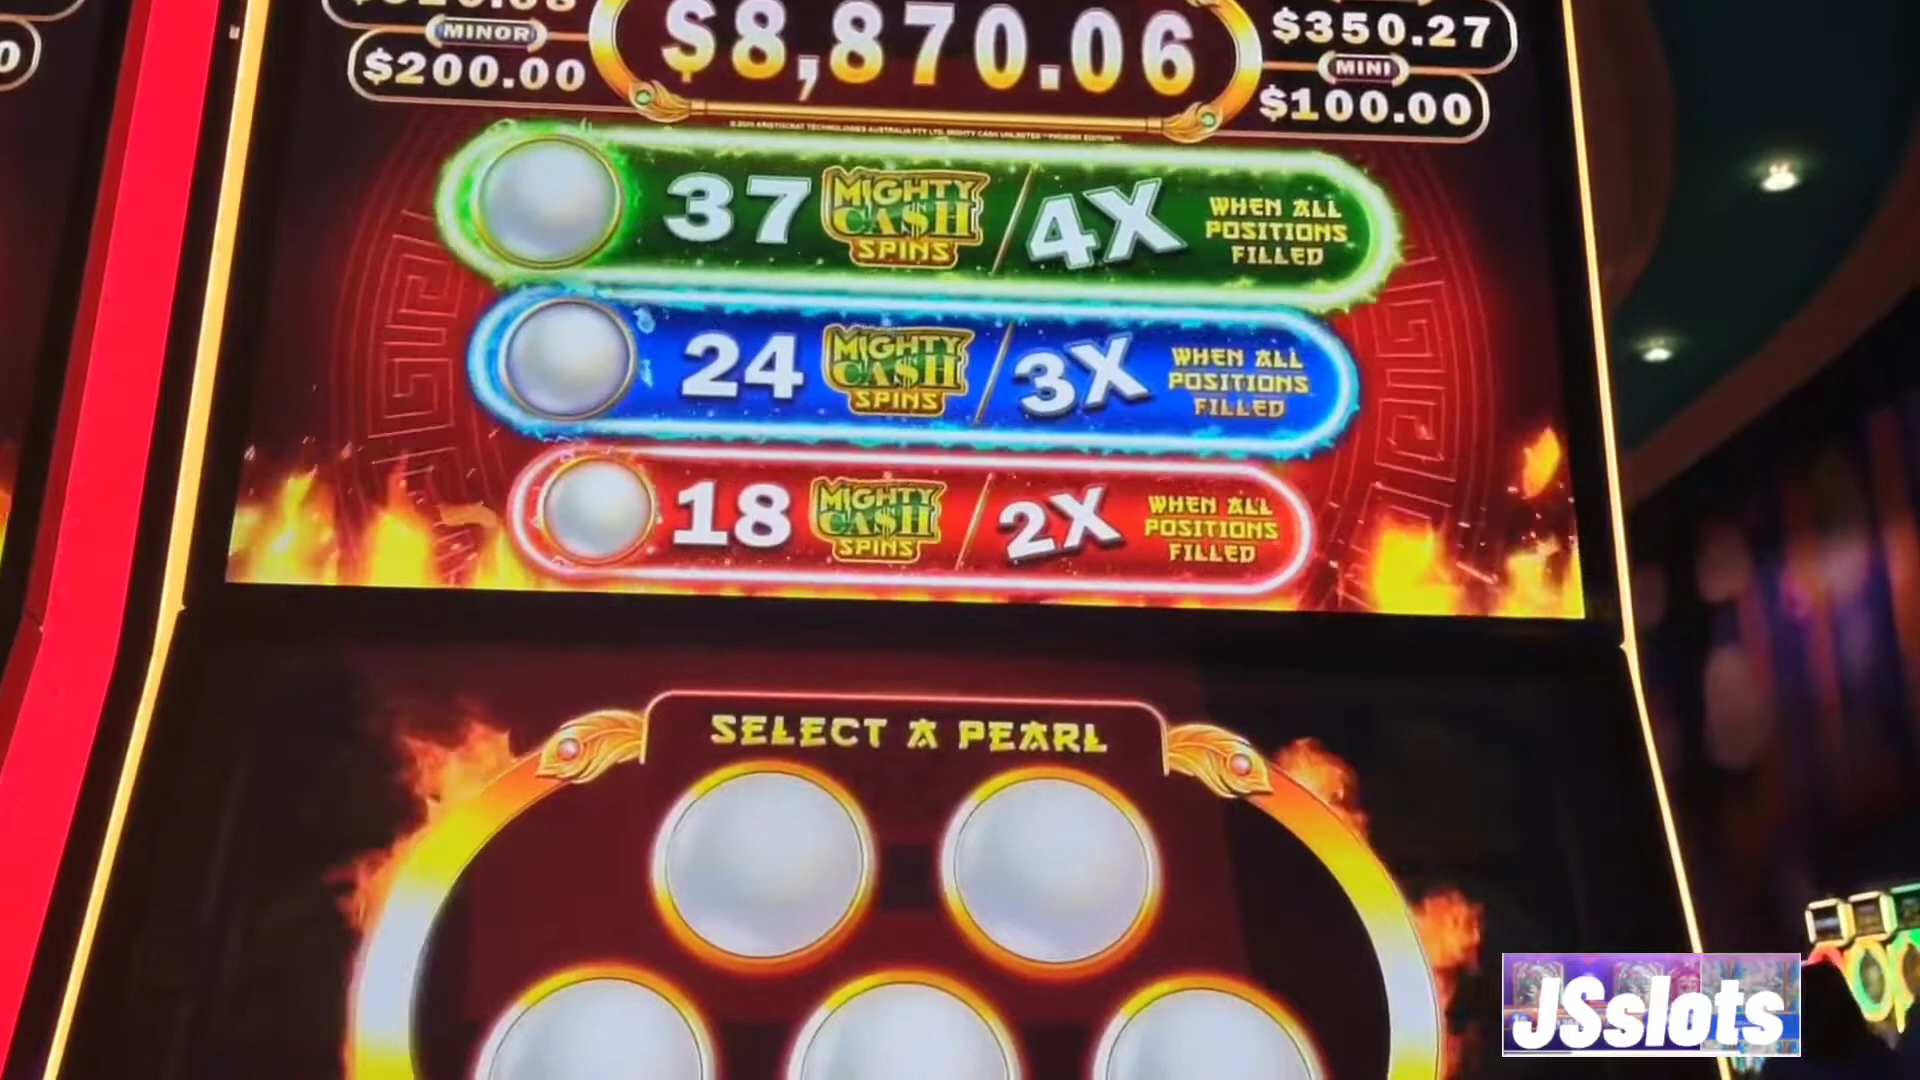 MINOR
$200.00
$8,870.06
$350.27
MINI
$100.00
37 MIGHTY CASH SPINS / 4X WHEN ALL POSITIONS FILLED
24 MIGHTY CASH SPINS / 3X WHEN ALL POSITIONS FILLED
18 MIGHTY CASH SPINS / 2X WHEN ALL POSITIONS FILLED
SELECT A PEARL
JSslots